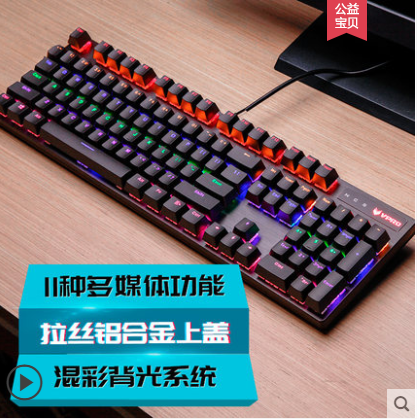 公益
宝贝
VPRO
11种多媒体功能
拉丝铝合金上盖
混彩背光系统